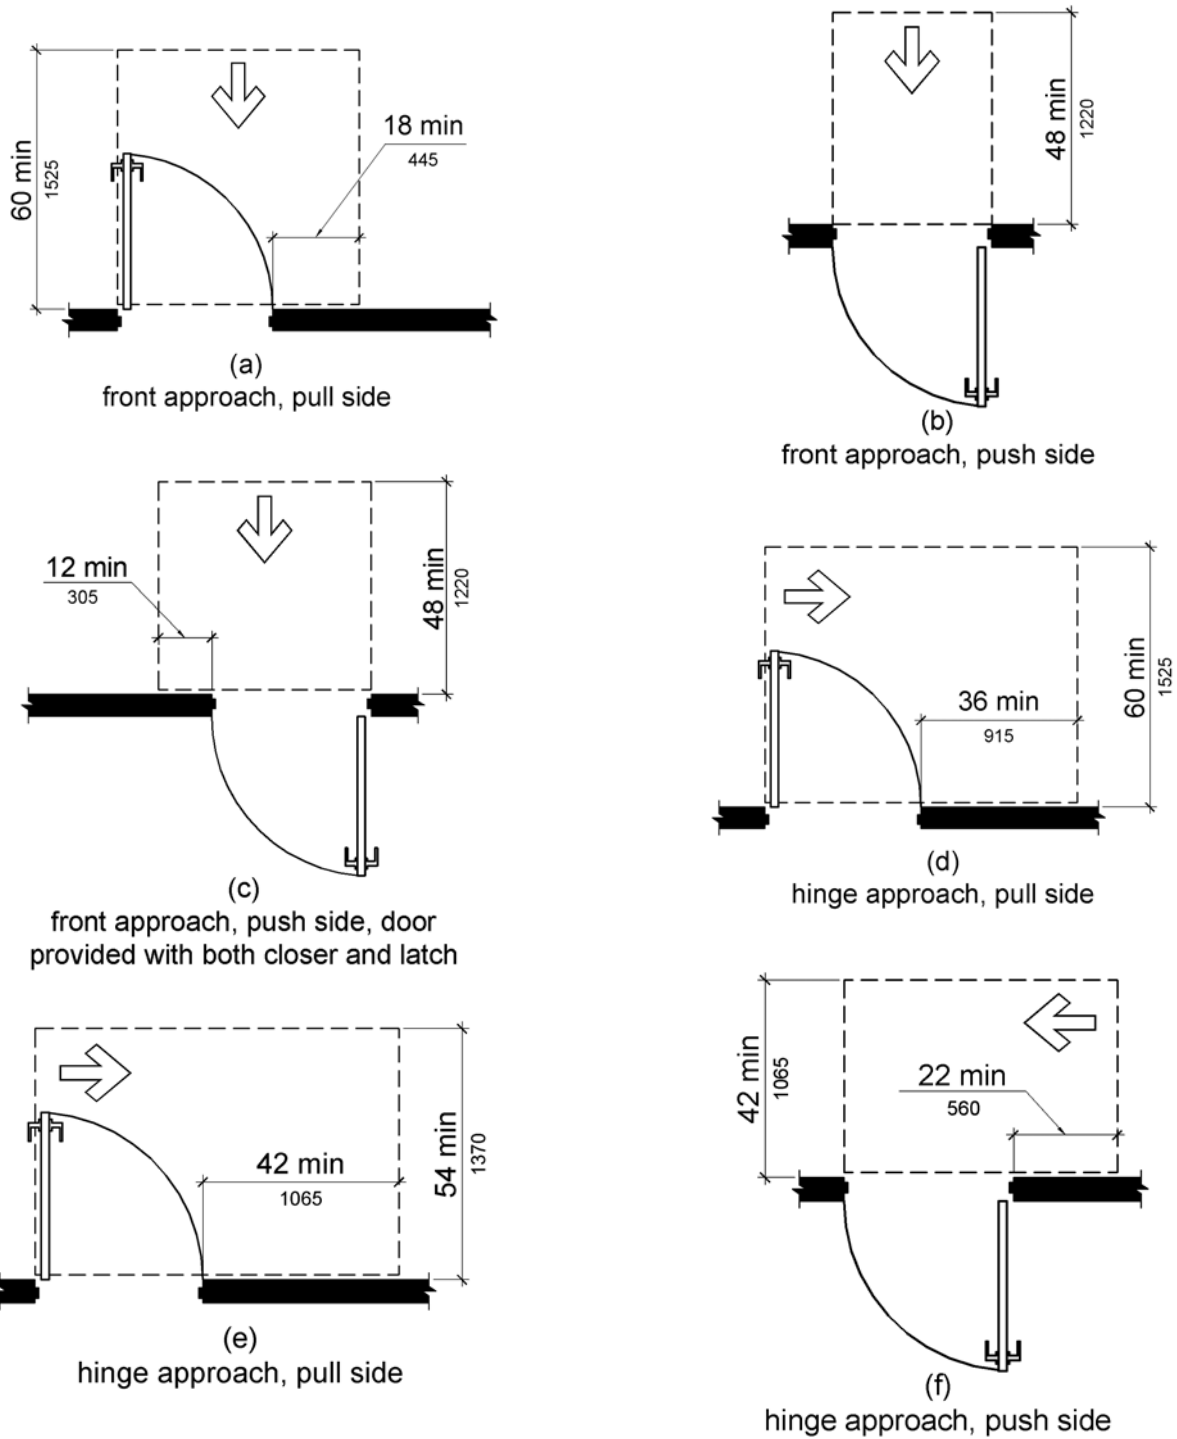 60 min
1525
18 min
445
(a)
front approach, pull side
48 min
1220
(b)
front approach, push side
12 min
305
48 min
1220
(c)
front approach, push side, door
provided with both closer and latch
36 min
915
60 min
1525
(d)
hinge approach, pull side
42 min
1065
54 min
1370
(e)
hinge approach, pull side
42 min
1065
22 min
560
(f)
hinge approach, push side